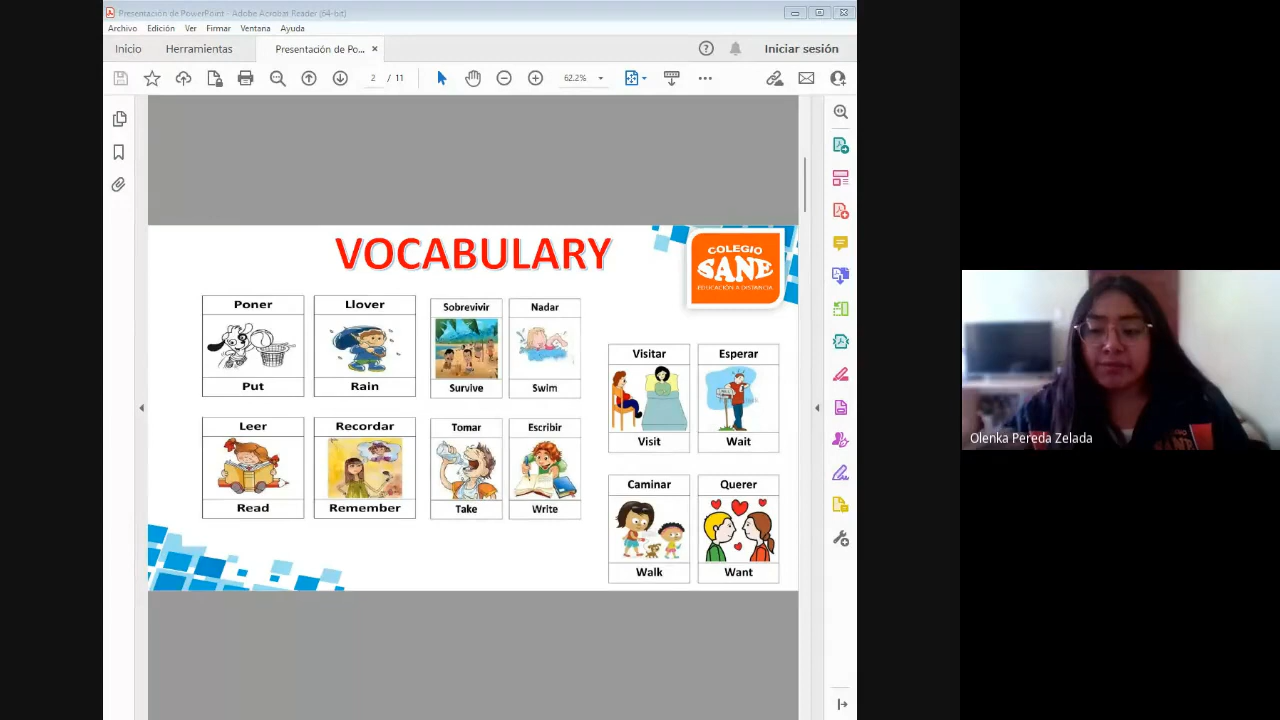 Presentación de PowerPoint - Adobe Acrobat Reader (64-bit)
Archivo Edición Ver Firmar Ventana Ayuda
Inicio Herramientas Presentación de Po... × Iniciar sesión
2 / 11 62.2%
VOCABULARY
COLEGIO
SANE
EDUCACIÓN A DISTANCIA
Poner
Put
Llover
Rain
Sobrevivir
Survive
Nadar
Swim
Visitar
Visit
Esperar
Wait
Leer
Read
Recordar
Remember
Tomar
Take
Escribir
Write
Caminar
Walk
Querer
Want
Olenka Pereda Zelada